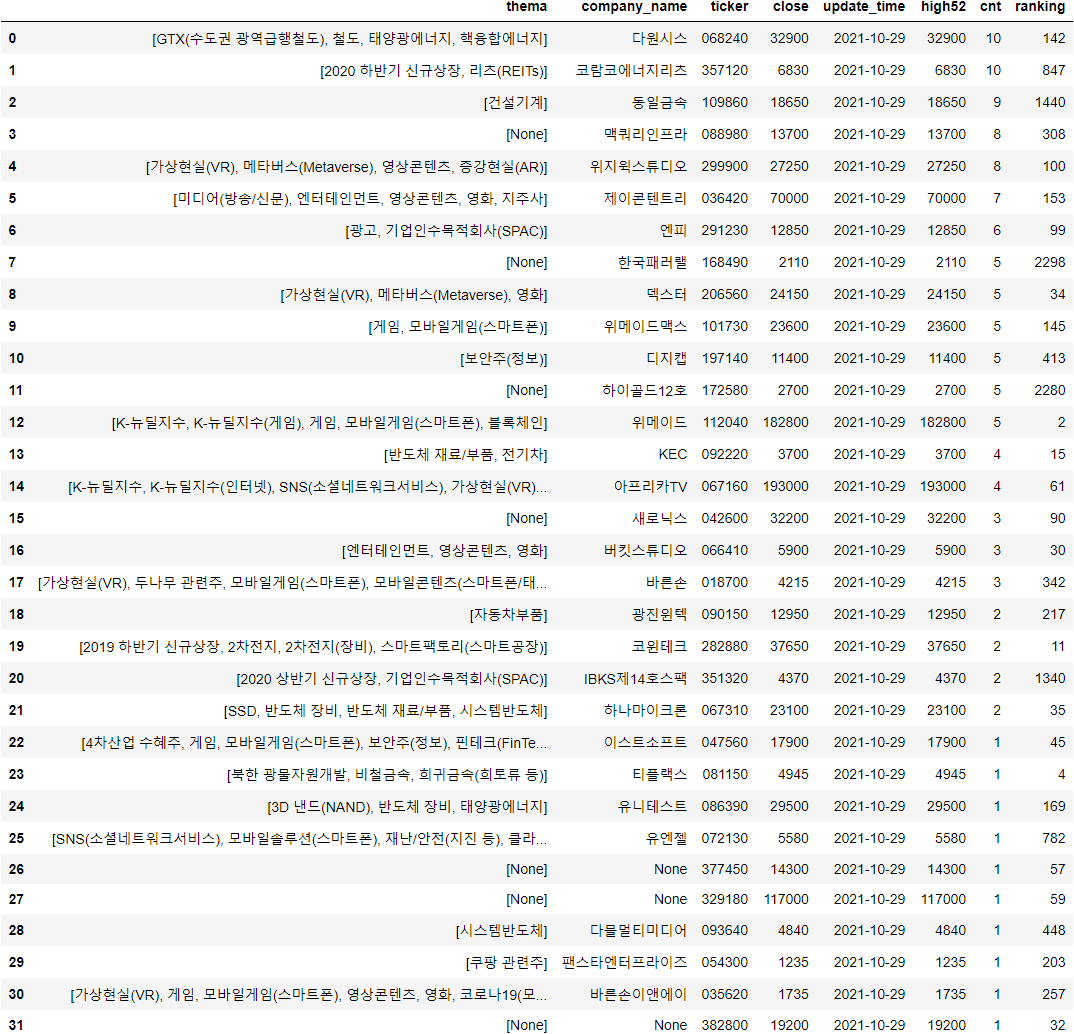 thema company_name ticker close update_time high52 cnt ranking
0 [GTX(수도권 광역급행철도), 철도, 태양광에너지, 핵융합에너지] 다원시스 068240 32900 2021-10-29 32900 10 142
1 [2020 하반기 신규상장, 리츠(REITs)] 코람코에너지리츠 357120 6830 2021-10-29 6830 10 847
2 [건설기계] 동일금속 109860 18650 2021-10-29 18650 9 1440
3 [None] 맥쿼리인프라 088980 13700 2021-10-29 13700 8 308
4 [가상현실(VR), 메타버스(Metaverse), 영상콘텐츠, 증강현실(AR)] 위지윅스튜디오 299900 27250 2021-10-29 27250 8 100
5 [미디어(방송/신문), 엔터테인먼트, 영상콘텐츠, 영화, 지주사] 제이콘텐트리 036420 70000 2021-10-29 70000 7 153
6 [광고, 기업인수목적회사(SPAC)] 엔피 291230 12850 2021-10-29 12850 6 99
7 [None] 한국패러랠 168490 2110 2021-10-29 2110 5 2298
8 [가상현실(VR), 메타버스(Metaverse), 영화] 덱스터 206560 24150 2021-10-29 24150 5 34
9 [게임, 모바일게임(스마트폰)] 위메이드맥스 101730 23600 2021-10-29 23600 5 145
10 [보안주(정보)] 디지캡 197140 11400 2021-10-29 11400 5 413
11 [None] 하이골드12호 172580 2700 2021-10-29 2700 5 2280
12 [K-뉴딜지수, K-뉴딜지수(게임), 게임, 모바일게임(스마트폰), 블록체인] 위메이드 112040 182800 2021-10-29 182800 5 2
13 [반도체 재료/부품, 전기차] KEC 092220 3700 2021-10-29 3700 4 15
14 [K-뉴딜지수, K-뉴딜지수(인터넷), SNS(소셜네트워크서비스), 가상현실(VR)... 아프리카TV 067160 193000 2021-10-29 193000 4 61
15 [None] 새로닉스 042600 32200 2021-10-29 32200 3 90
16 [엔터테인먼트, 영상콘텐츠, 영화] 버킷스튜디오 066410 5900 2021-10-29 5900 3 30
17 [가상현실(VR), 두나무 관련주, 모바일게임(스마트폰), 모바일콘텐츠(스마트폰/태... 바른손 018700 4215 2021-10-29 4215 3 342
18 [자동차부품] 광진윈텍 090150 12950 2021-10-29 12950 2 217
19 [2019 하반기 신규상장, 2차전지, 2차전지(장비), 스마트팩토리(스마트공장)] 코윈테크 282880 37650 2021-10-29 37650 2 11
20 [2020 상반기 신규상장, 기업인수목적회사(SPAC)] IBKS제14호스팩 351320 4370 2021-10-29 4370 2 1340
21 [SSD, 반도체 장비, 반도체 재료/부품, 시스템반도체] 하나마이크론 067310 23100 2021-10-29 23100 2 35
22 [4차산업 수혜주, 게임, 모바일게임(스마트폰), 보안주(정보), 핀테크(FinTe... 이스트소프트 047560 17900 2021-10-29 17900 1 45
23 [북한 광물자원개발, 비철금속, 희귀금속(희토류 등)] 티플랙스 081150 4945 2021-10-29 4945 1 4
24 [3D 낸드(NAND), 반도체 장비, 태양광에너지] 유니테스트 086390 29500 2021-10-29 29500 1 169
25 [SNS(소셜네트워크서비스), 모바일솔루션(스마트폰), 재난/안전(지진 등), 클라... 유엔젤 072130 5580 2021-10-29 5580 1 782
26 [None] None 377450 14300 2021-10-29 14300 1 57
27 [None] None 329180 117000 2021-10-29 117000 1 59
28 [시스템반도체] 다믈멀티미디어 093640 4840 2021-10-29 4840 1 448
29 [쿠팡 관련주] 팬스타엔터프라이즈 054300 1235 2021-10-29 1235 1 203
30 [가상현실(VR), 게임, 모바일게임(스마트폰), 영상콘텐츠, 영화, 코로나19(모... 바른손이앤에이 035620 1735 2021-10-29 1735 1 257
31 [None] None 382800 19200 2021-10-29 19200 1 32